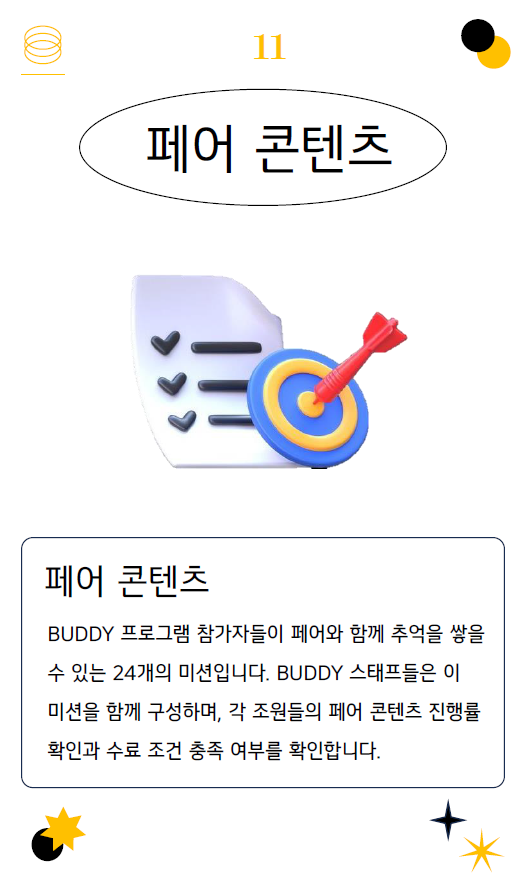 11
페어 콘텐츠
페어 콘텐츠
BUDDY 프로그램 참가자들이 페어와 함께 추억을 쌓을
수 있는 24개의 미션입니다. BUDDY 스태프들은 이
미션을 함께 구성하며, 각 조원들의 페어 콘텐츠 진행률
확인과 수료 조건 충족 여부를 확인합니다.